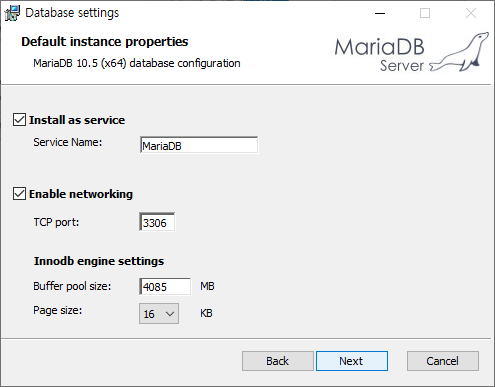 Database settings
Default instance properties
MariaDB 10.5 (x64) database configuration
MariaDB
Server
Install as service
Service Name: MariaDB
Enable networking
TCP port: 3306
Innodb engine settings
Buffer pool size: 4085 MB
Page size: 16 KB
Back Next Cancel